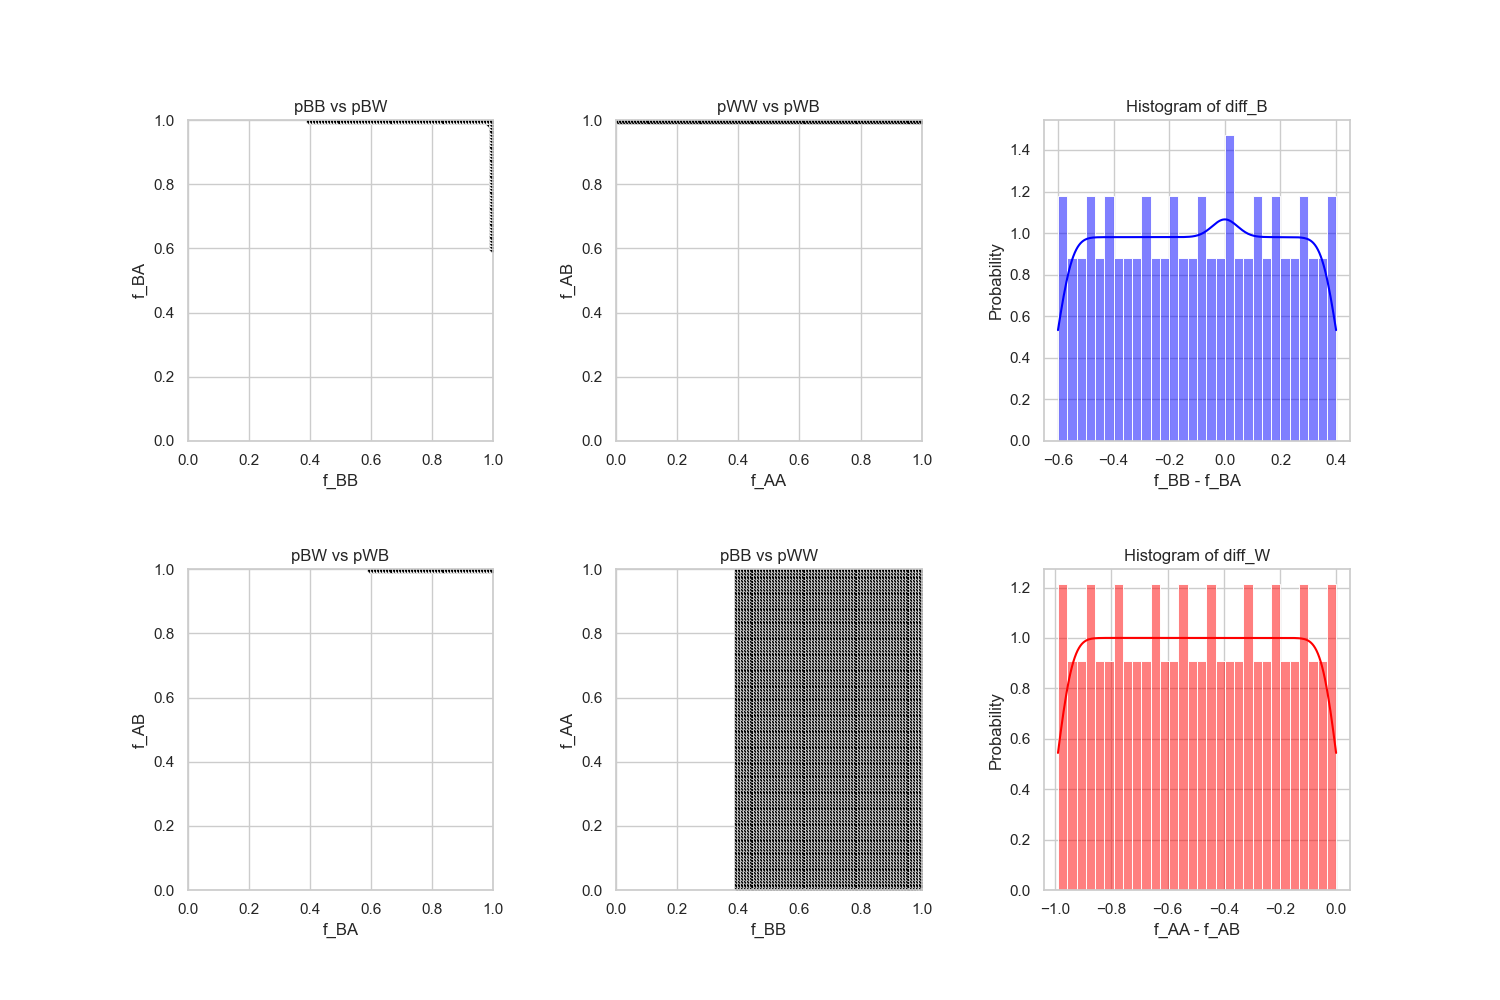 pBB vs pBW
1.0
0.8
0.6
0.4
0.2
0.0
f_BA
0.0 0.2 0.4 0.6 0.8 1.0
f_BB
pWW vs pWB
1.0
0.8
0.6
0.4
0.2
0.0
f_AB
0.0 0.2 0.4 0.6 0.8 1.0
f_AA
Histogram of diff_B
1.4
1.2
1.0
0.8
0.6
0.4
0.2
0.0
Probability
−0.6 −0.4 −0.2 0.0 0.2 0.4
f_BB - f_BA
pBW vs pWB
1.0
0.8
0.6
0.4
0.2
0.0
f_AB
0.0 0.2 0.4 0.6 0.8 1.0
f_BA
pBB vs pWW
1.0
0.8
0.6
0.4
0.2
0.0
f_AA
0.0 0.2 0.4 0.6 0.8 1.0
f_BB
Histogram of diff_W
1.2
1.0
0.8
0.6
0.4
0.2
0.0
Probability
−1.0 −0.8 −0.6 −0.4 −0.2 0.0
f_AA - f_AB